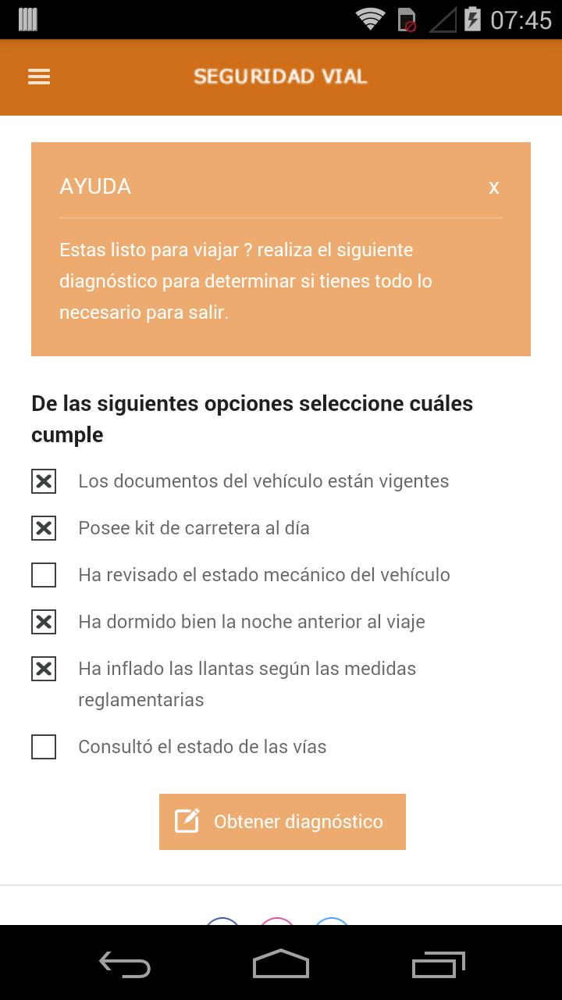 07:45
SEGURIDAD VIAL
AYUDA
x
Estas listo para viajar ? realiza el siguiente
diagnóstico para determinar si tienes todo lo
necesario para salir.
De las siguientes opciones seleccione cuáles
cumple
Los documentos del vehículo están vigentes
Posee kit de carretera al día
Ha revisado el estado mecánico del vehículo
Ha dormido bien la noche anterior al viaje
Ha inflado las llantas según las medidas
reglamentarias
Consultó el estado de las vías
Obtener diagnóstico